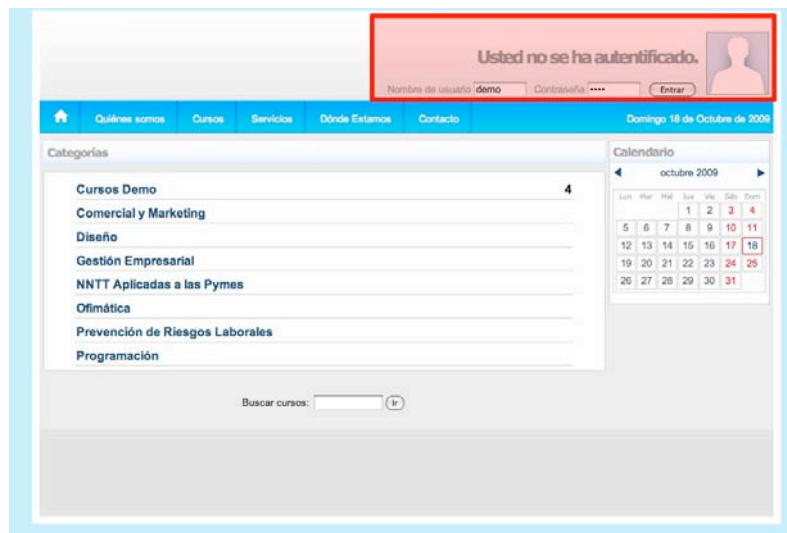 Usted no se ha autentificado.
Nombre de usuario demo Contraseña •••• Entrar
Quiénes somos Cursos Servicios Dónde Estamos Contacto Domingo 18 de Octubre de 2009
Categorías
Cursos Demo 4
Comercial y Marketing
Diseño
Gestión Empresarial
NNTT Aplicadas a las Pymes
Ofimática
Prevención de Riesgos Laborales
Programación
Buscar cursos: Ir
Calendario
◄ octubre 2009 ►
Lun Mar Mié Jue Vie Sáb Dom
1 2 3 4
5 6 7 8 9 10 11
12 13 14 15 16 17 18
19 20 21 22 23 24 25
26 27 28 29 30 31